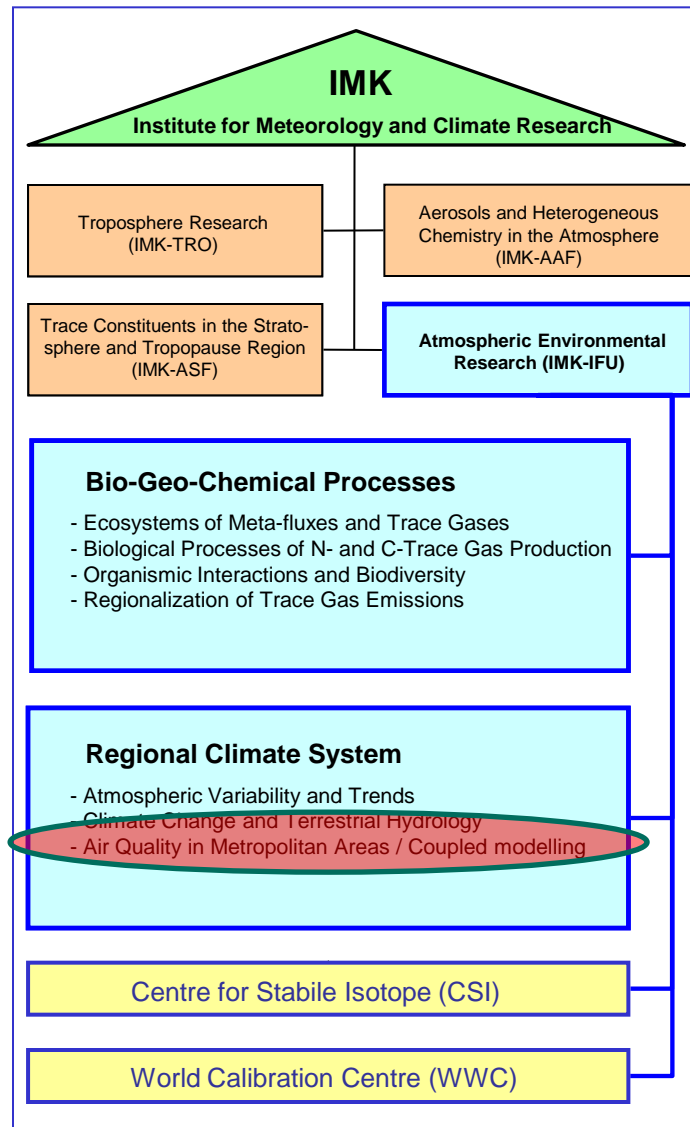 IMK
Institute for Meteorology and Climate Research
Troposphere Research
(IMK-TRO)
Aerosols and Heterogeneous
Chemistry in the Atmosphere
(IMK-AAF)
Trace Constituents in the Strato-
sphere and Tropopause Region
(IMK-ASF)
Atmospheric Environmental
Research (IMK-IFU)
Bio-Geo-Chemical Processes
- Ecosystems of Meta-fluxes and Trace Gases
- Biological Processes of N- and C-Trace Gas Production
- Organismic Interactions and Biodiversity
- Regionalization of Trace Gas Emissions
Regional Climate System
- Atmospheric Variability and Trends
- Climate Change and Terrestrial Hydrology
- Air Quality in Metropolitan Areas / Coupled modelling
Centre for Stabile Isotope (CSI)
World Calibration Centre (WWC)